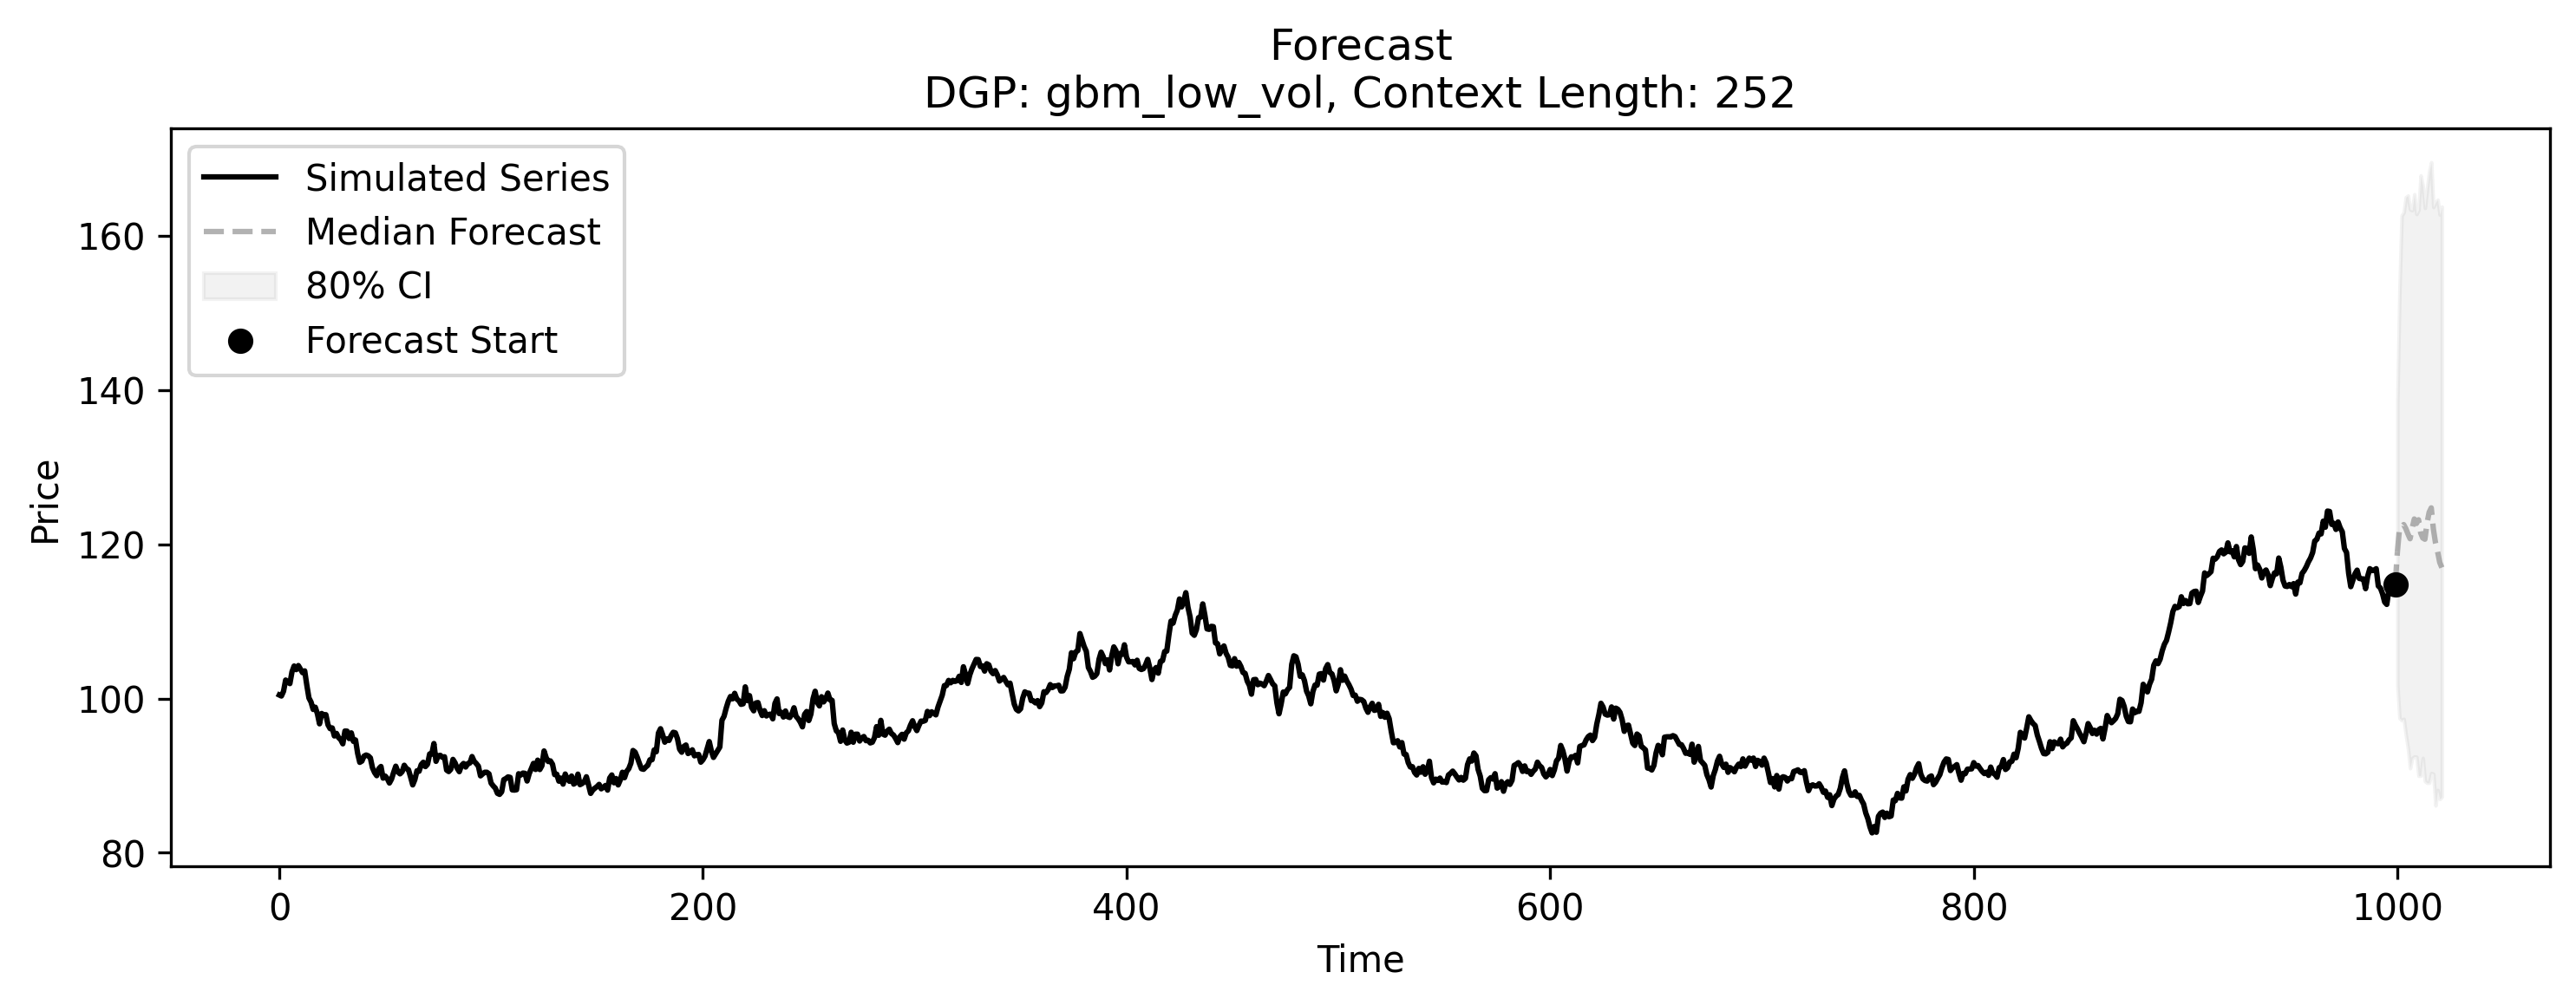 Forecast
DGP: gbm_low_vol, Context Length: 252
Simulated Series
Median Forecast
80% CI
Forecast Start
Price
160
140
120
100
80
0
200
400
600
800
1000
Time